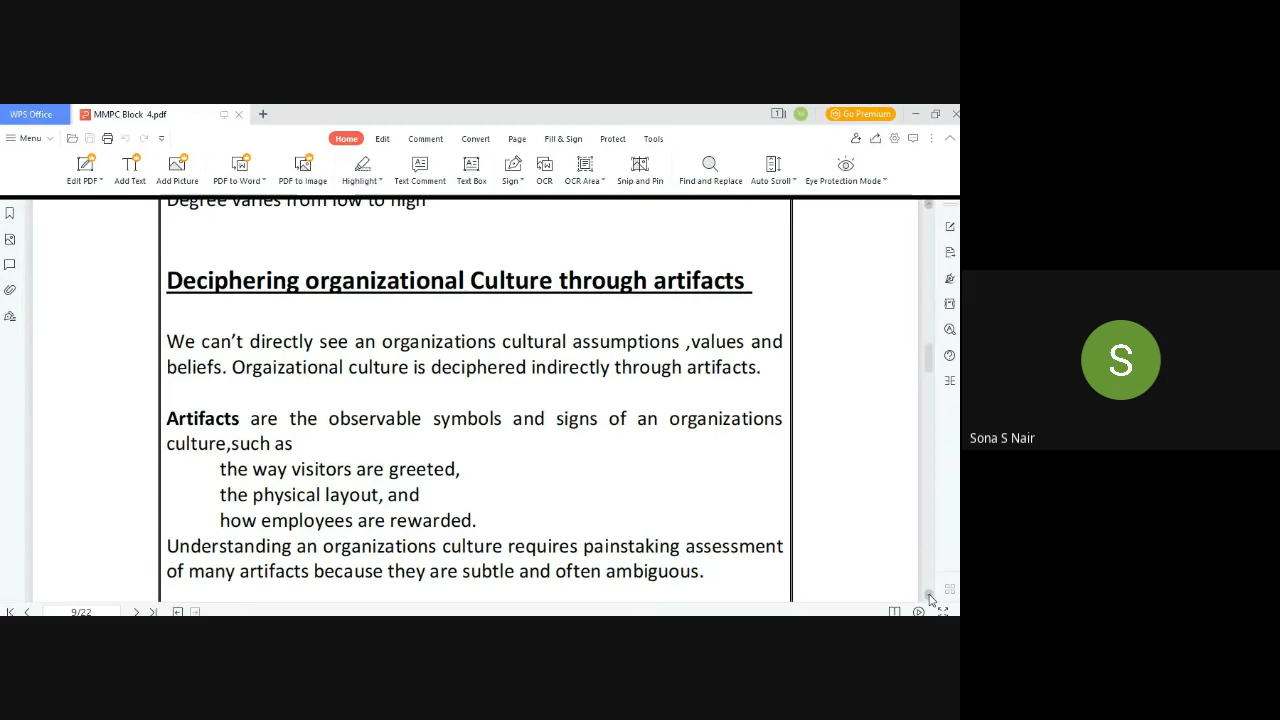 WPS Office
MMPC Block 4.pdf
Go Premium
Menu
Home Edit Comment Convert Page Fill & Sign Protect Tools
Edit PDF Add Text Add Picture PDF to Word PDF to Image Highlight Text Comment Text Box Sign OCR OCR Area Snip and Pin Find and Replace Auto Scroll Eye Protection Mode
Degree varies from low to high
Deciphering organizational Culture through artifacts
We can't directly see an organizations cultural assumptions ,values and
beliefs. Orgaizational culture is deciphered indirectly through artifacts.
Artifacts are the observable symbols and signs of an organizations
culture,such as
the way visitors are greeted,
the physical layout, and
how employees are rewarded.
Understanding an organizations culture requires painstaking assessment
of many artifacts because they are subtle and often ambiguous.
9/22
S
Sona S Nair